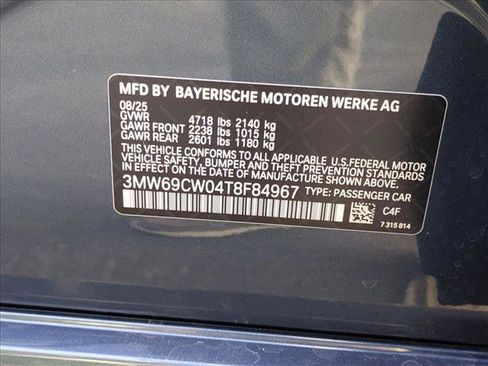 MFD BY BAYERISCHE MOTOREN WERKE AG
08/25
GVWR 4718 lbs 2140 kg
GAWR FRONT 2238 lbs 1015 kg
GAWR REAR 2601 lbs 1180 kg
THIS VEHICLE CONFORMS TO ALL APPLICABLE U.S. FEDERAL MOTOR
VEHICLE SAFETY, BUMPER, AND THEFT PREVENTION STANDARDS
IN EFFECT ON THE DATE OF MANUFACTURE SHOWN ABOVE.
3MW69CW04T8F84967 TYPE: PASSENGER CAR
C4F
7 315 814